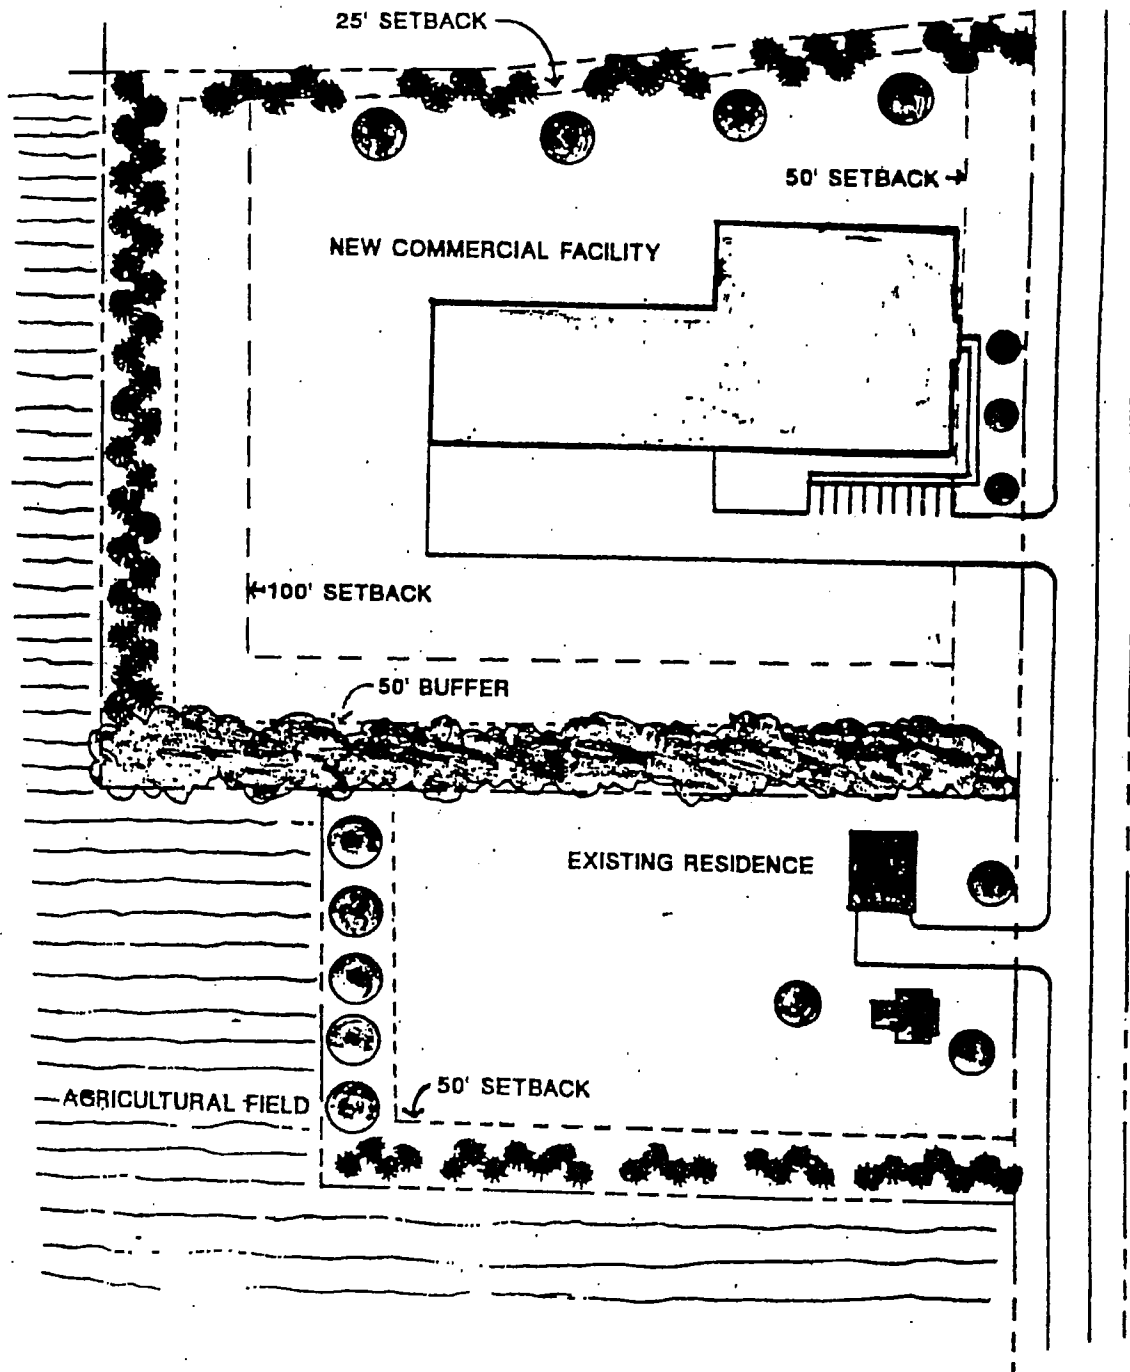 25' SETBACK
50' SETBACK
NEW COMMERCIAL FACILITY
100' SETBACK
50' BUFFER
EXISTING RESIDENCE
50' SETBACK
AGRICULTURAL FIELD